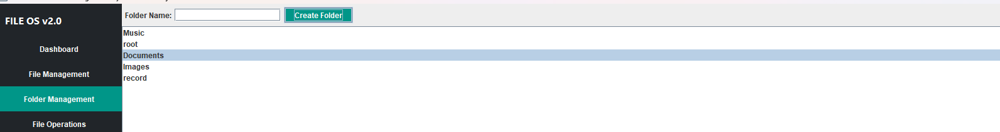 FILE OS v2.0
Dashboard
File Management
Folder Management
File Operations
Folder Name: Create Folder
Music
root
Documents
Images
record